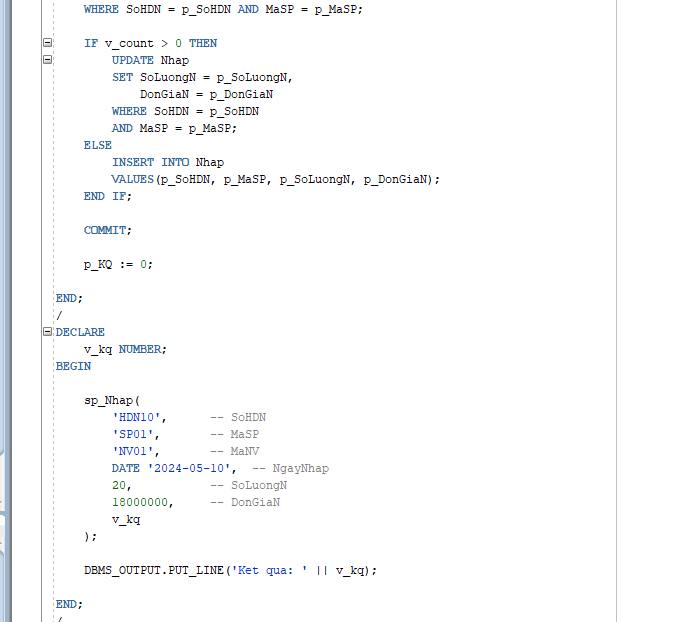 WHERE SoHDN = p_SoHDN AND MaSP = p_MaSP;
IF v_count > 0 THEN
UPDATE Nhap
SET SoLuongN = p_SoLuongN,
DonGiaN = p_DonGiaN
WHERE SoHDN = p_SoHDN
AND MaSP = p_MaSP;
ELSE
INSERT INTO Nhap
VALUES(p_SoHDN, p_MaSP, p_SoLuongN, p_DonGiaN);
END IF;
COMMIT;
p_KQ := 0;
END;
/
DECLARE
v_kq NUMBER;
BEGIN
sp_Nhap(
'HDN10', -- SoHDN
'SP01', -- MaSP
'NV01', -- MaNV
DATE '2024-05-10', -- NgayNhap
20, -- SoLuongN
18000000, -- DonGiaN
v_kq
);
DBMS_OUTPUT.PUT_LINE('Ket qua: ' || v_kq);
END;
/